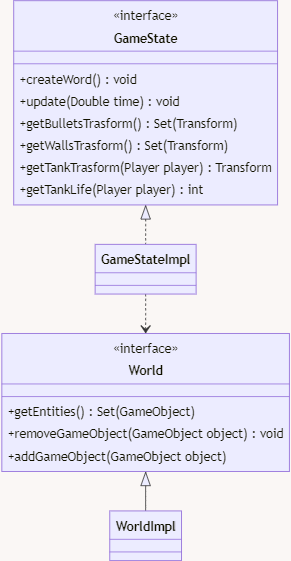 «interface»
GameState
+createWord() : void
+update(Double time) : void
+getBulletsTrasform() : Set(Transform)
+getWallsTrasform() : Set(Transform)
+getTankTrasform(Player player) : Transform
+getTankLife(Player player) : int
GameStateImpl
«interface»
World
+getEntities() : Set(GameObject)
+removeGameObject(GameObject object) : void
+addGameObject(GameObject object)
WorldImpl